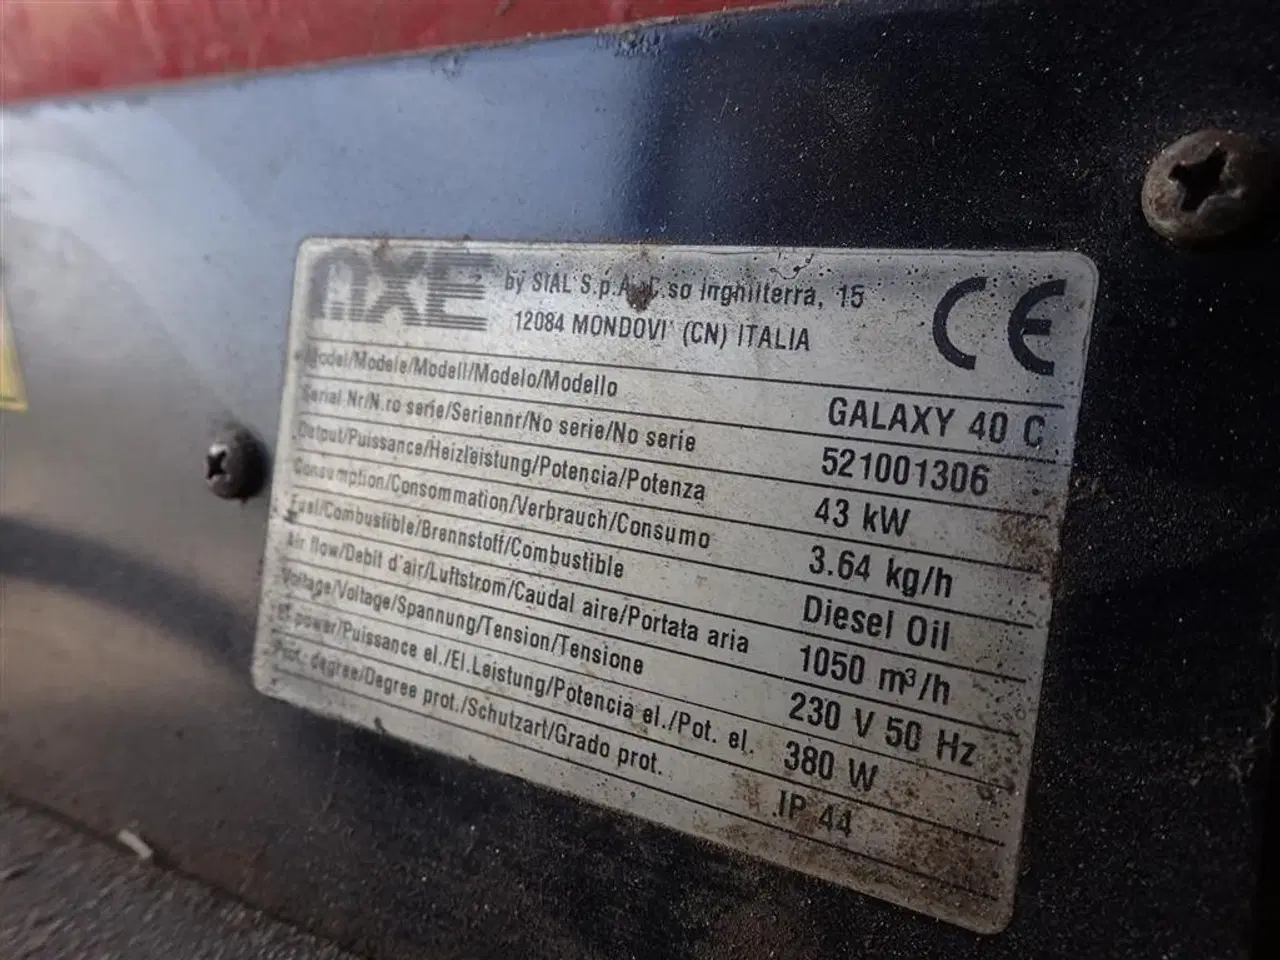 AXE by SIAL S.p.A. C.so Inghilterra, 15
12084 MONDOVI' (CN) ITALIA
CE
Model/Modele/Modell/Modelo/Modello GALAXY 40 C
Serial Nr/N.ro serie/Seriennr/No serie/No serie 521001306
Output/Puissance/Heizleistung/Potencia/Potenza 43 kW
Consumption/Consommation/Verbrauch/Consumo 3.64 kg/h
Fuel/Combustible/Brennstoff/Combustible Diesel Oil
Air flow/Debit d'air/Luftstrom/Caudal aire/Portata aria 1050 m³/h
Voltage/Voltage/Spannung/Tension/Tensione 230 V 50 Hz
El.power/Puissance el./El.Leistung/Potencia el./Pot. el. 380 W
Prot. degree/Degree prot./Schutzart/Grado prot. IP 44